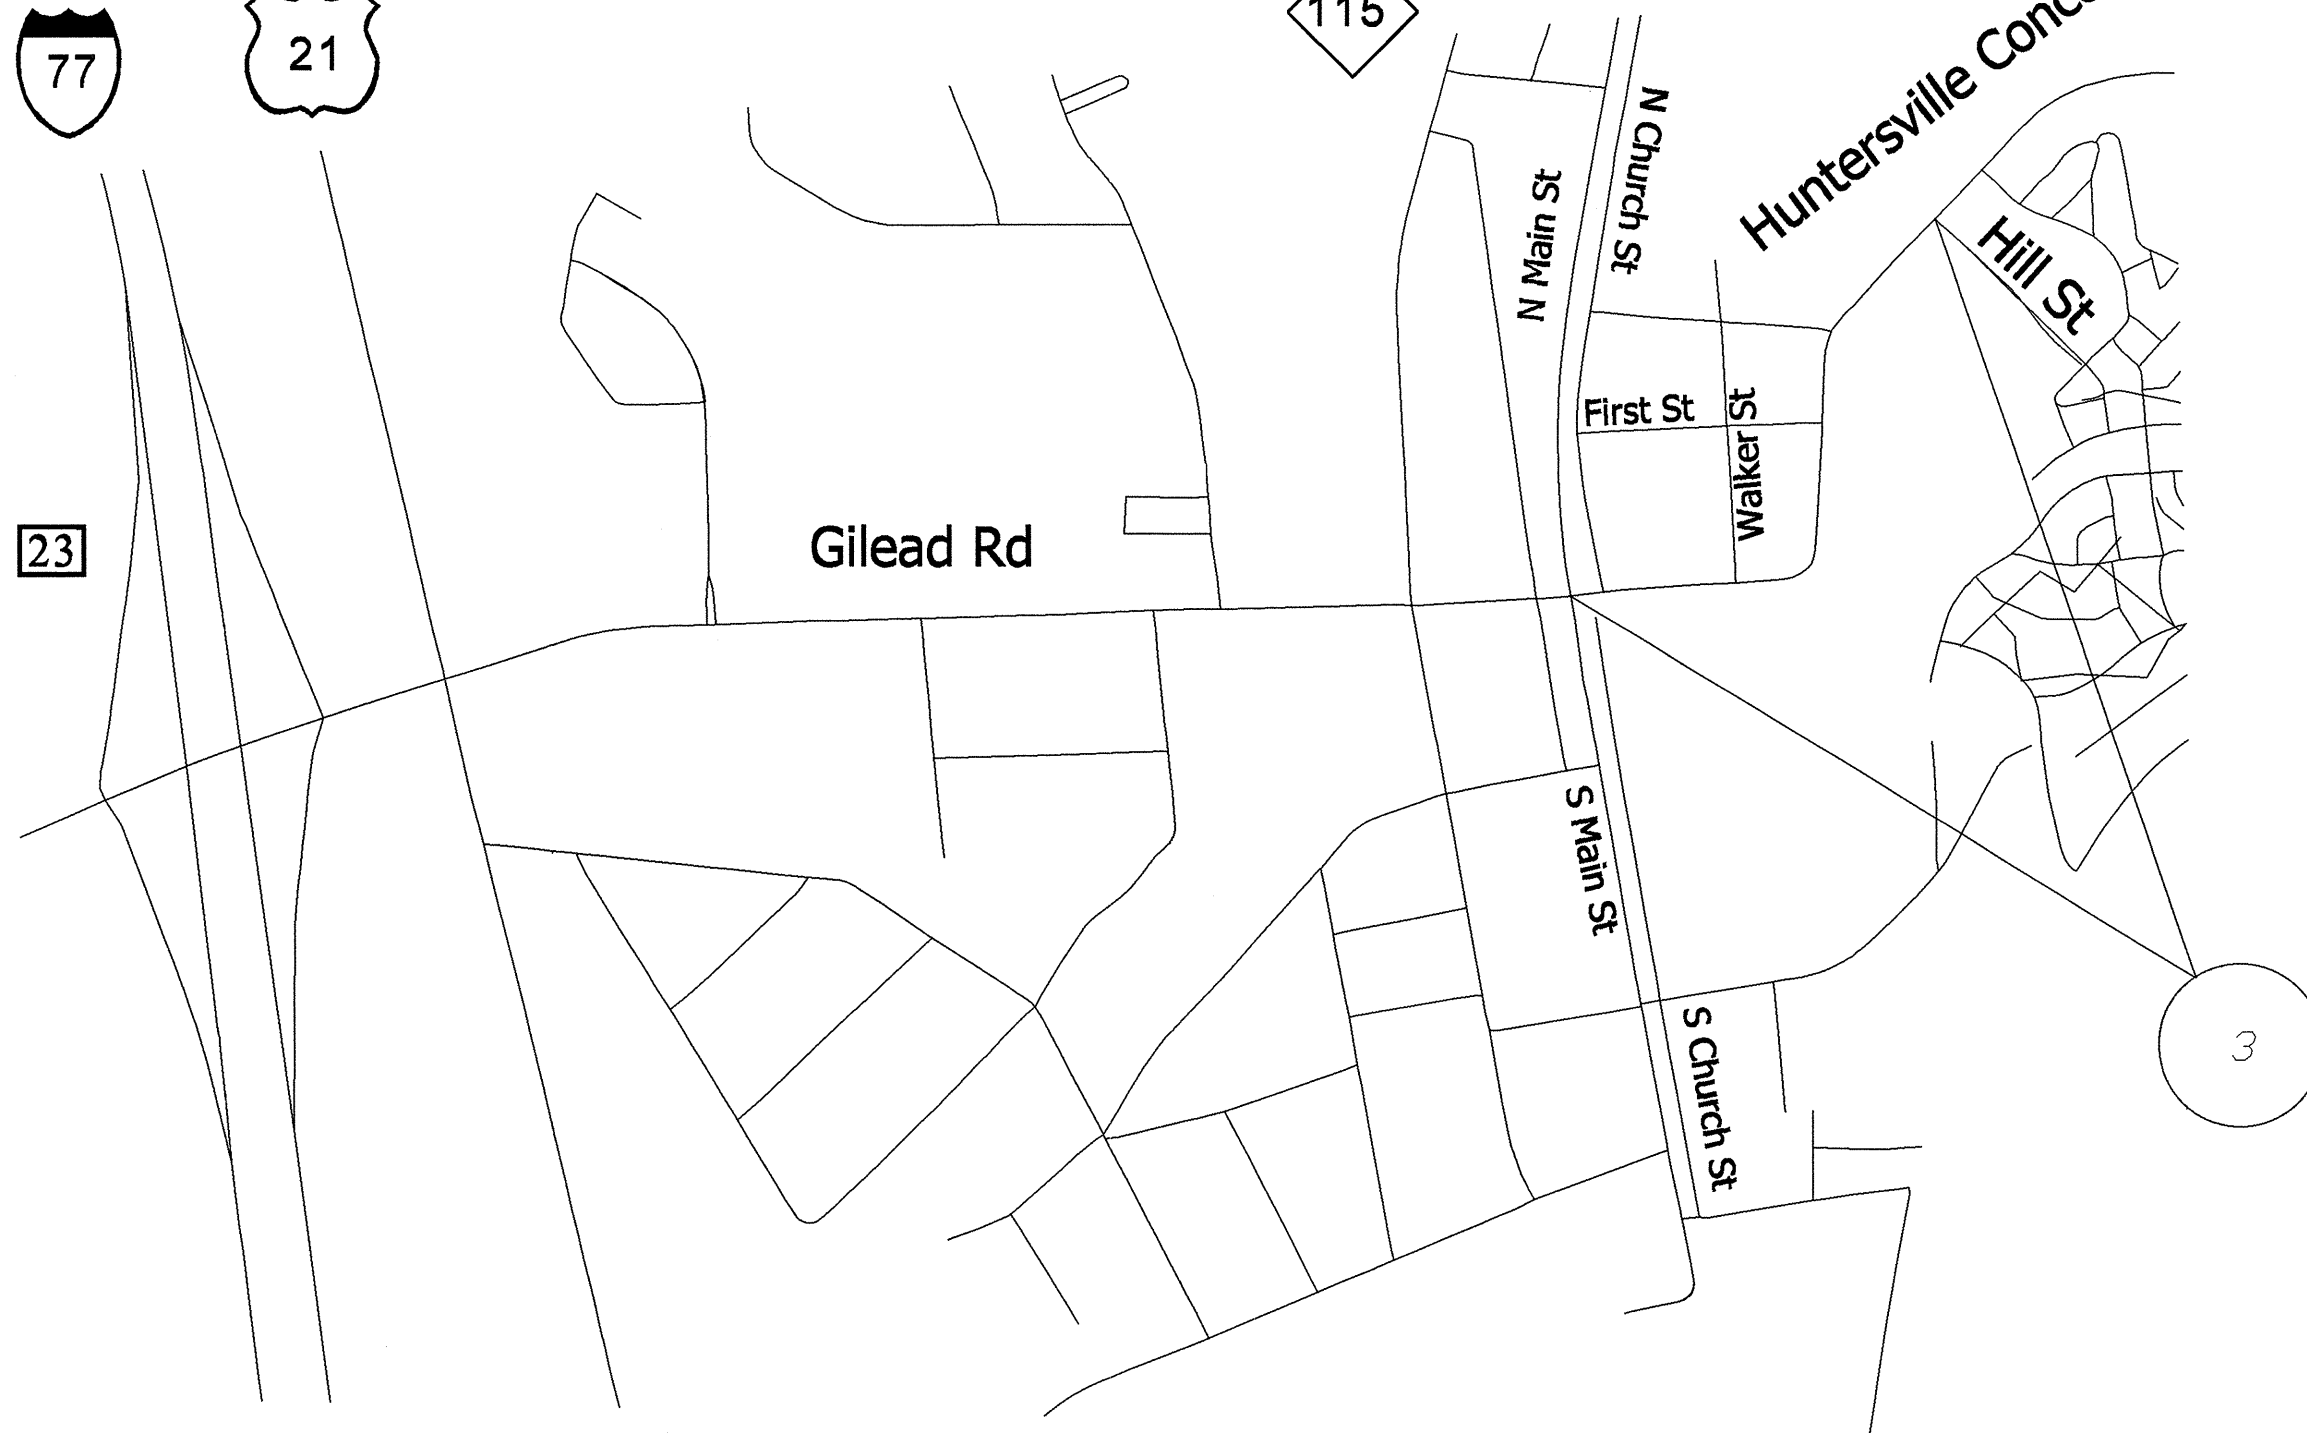 77
21
115
Huntersville
N Church St
N Main St
Hill St
First St
Walker St
23
Gilead Rd
S Main St
S Church St
3